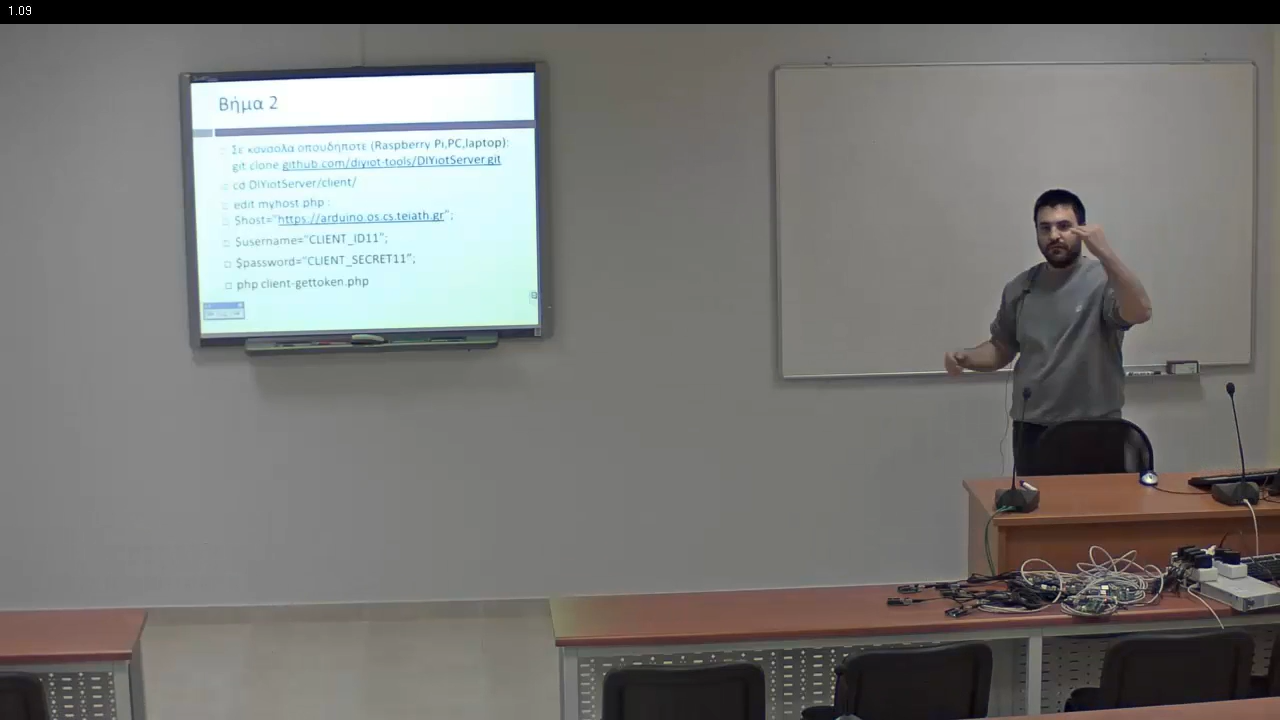 1.09
Βήμα 2
Σε κονσολα οπουδηποτε (Raspberry Pi,PC,laptop):
git clone github.com/diyiot-tools/DIYiotServer.git
cd DIYiotServer/client/
edit myhost.php :
$host="https://arduino.os.cs.teiath.gr";
$username="CLIENT_ID11";
$password="CLIENT_SECRET11";
php client-gettoken.php